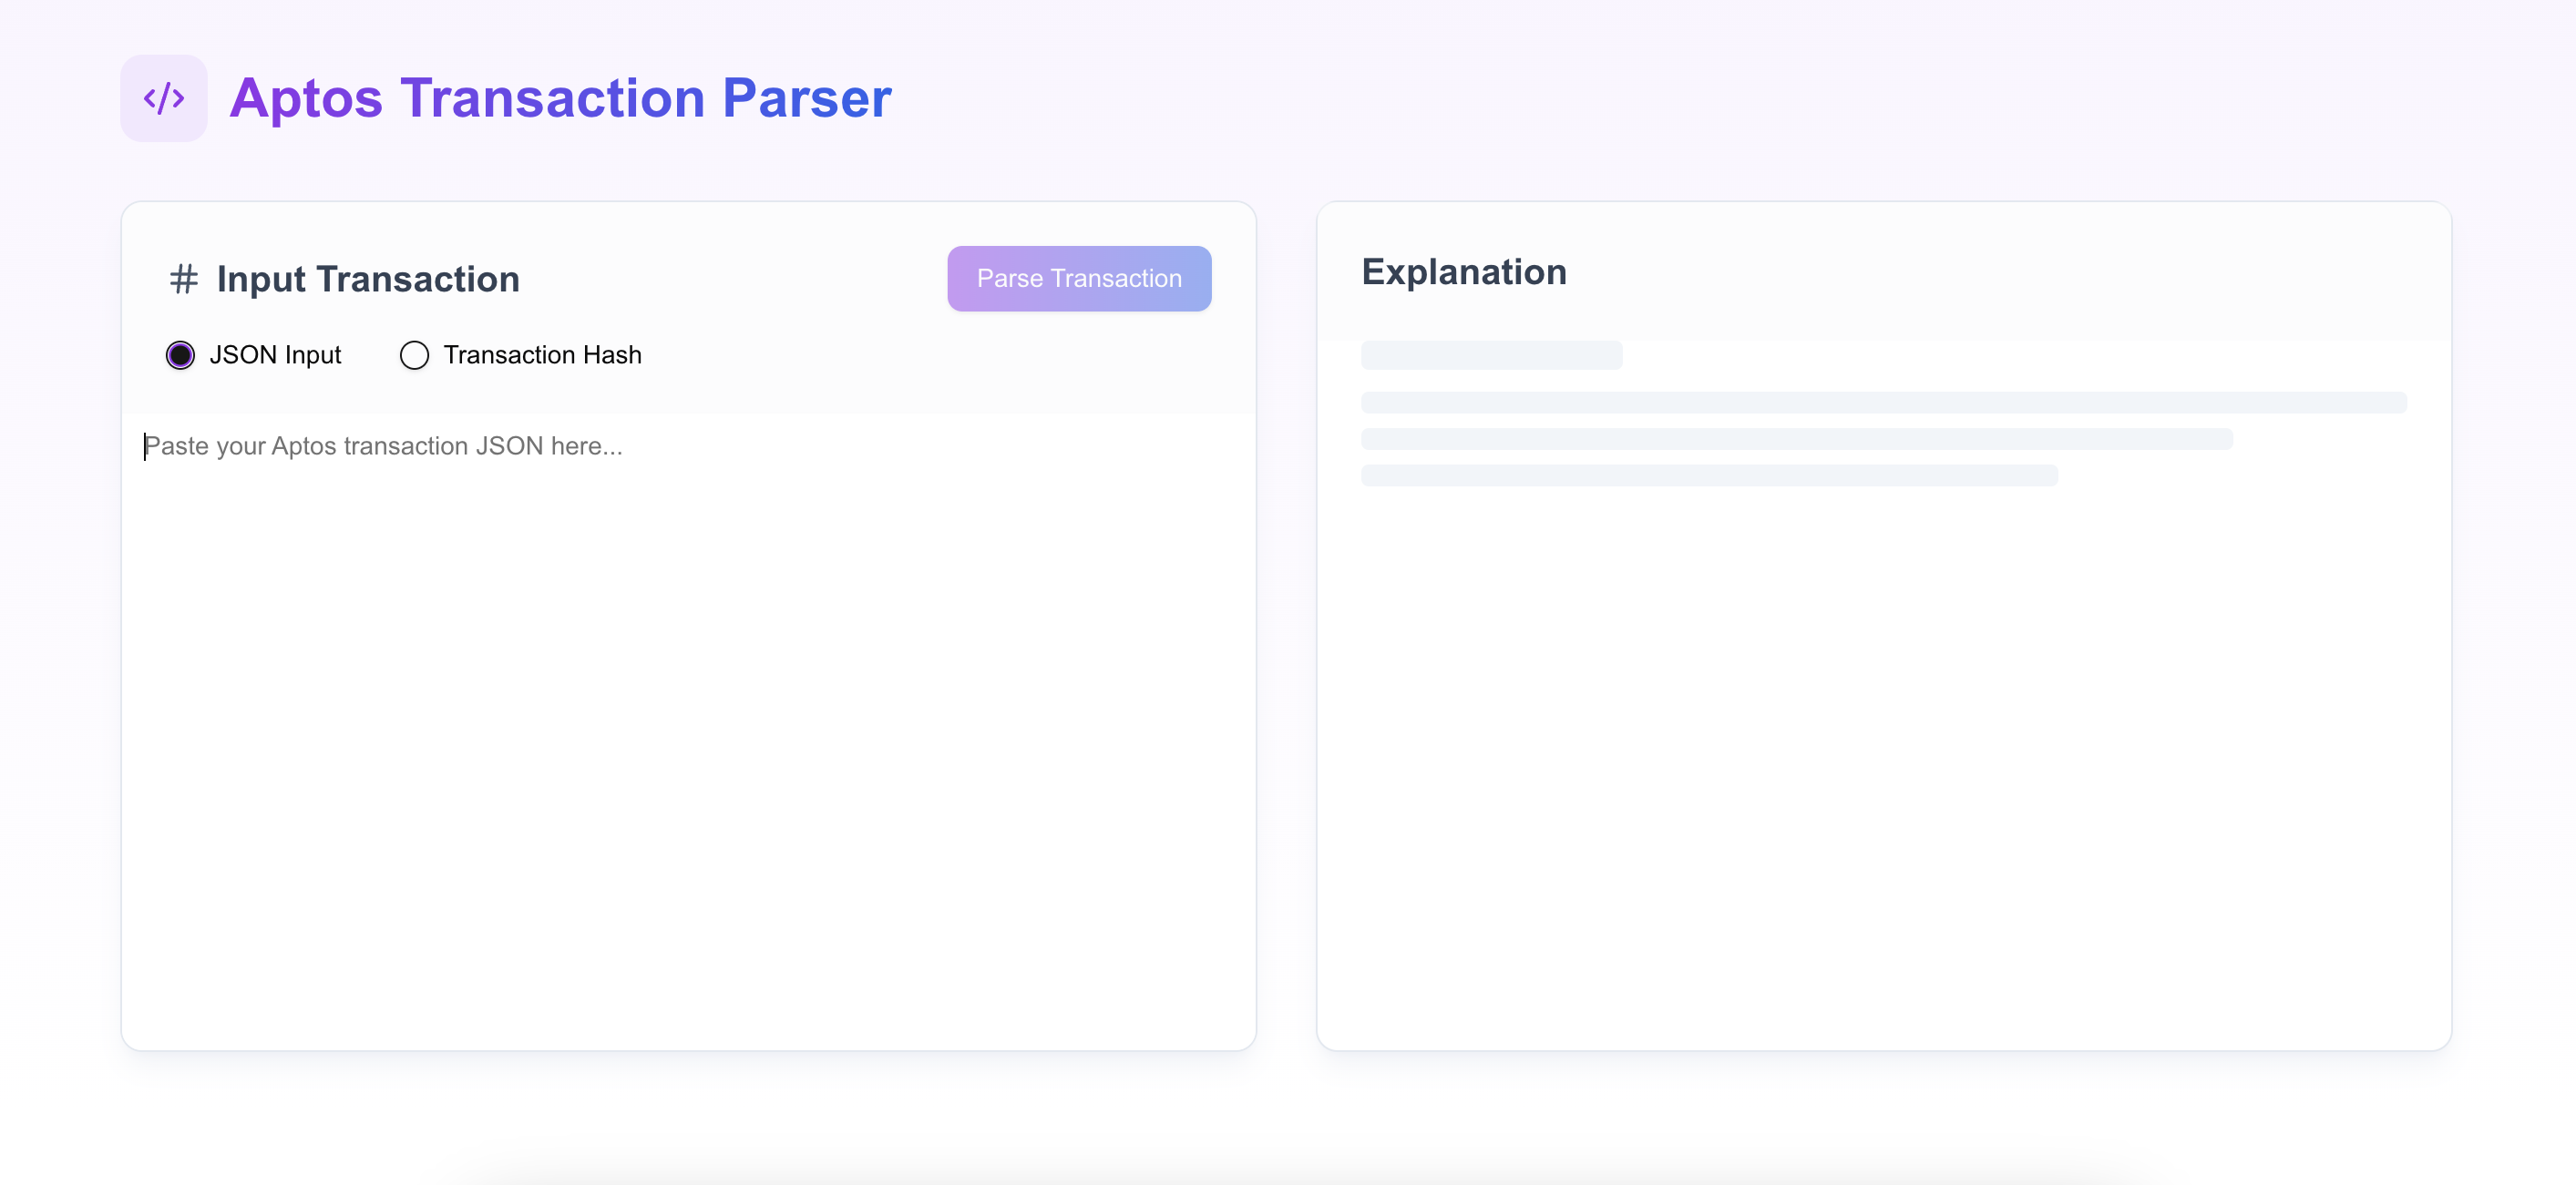 Aptos Transaction Parser
Input Transaction
Parse Transaction
JSON Input
Transaction Hash
Paste your Aptos transaction JSON here...
Explanation